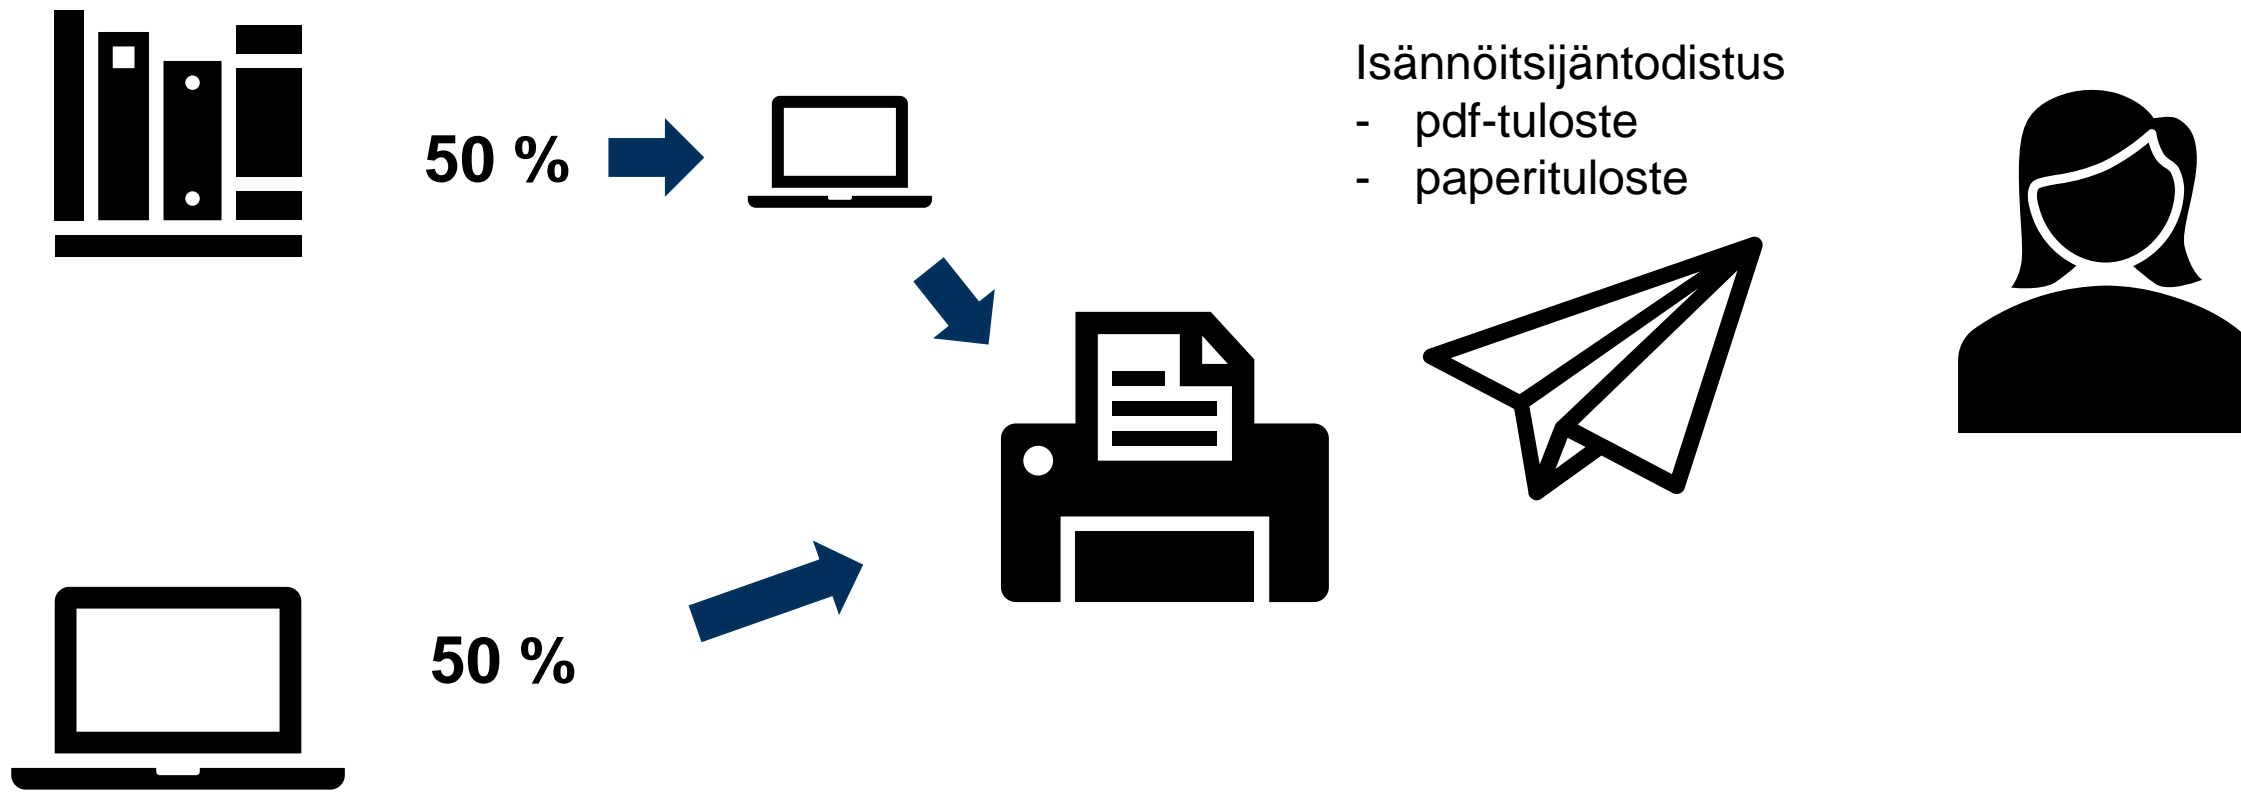 50 %
Isännöitsijäntodistus
- pdf-tuloste
- paperituloste
50 %